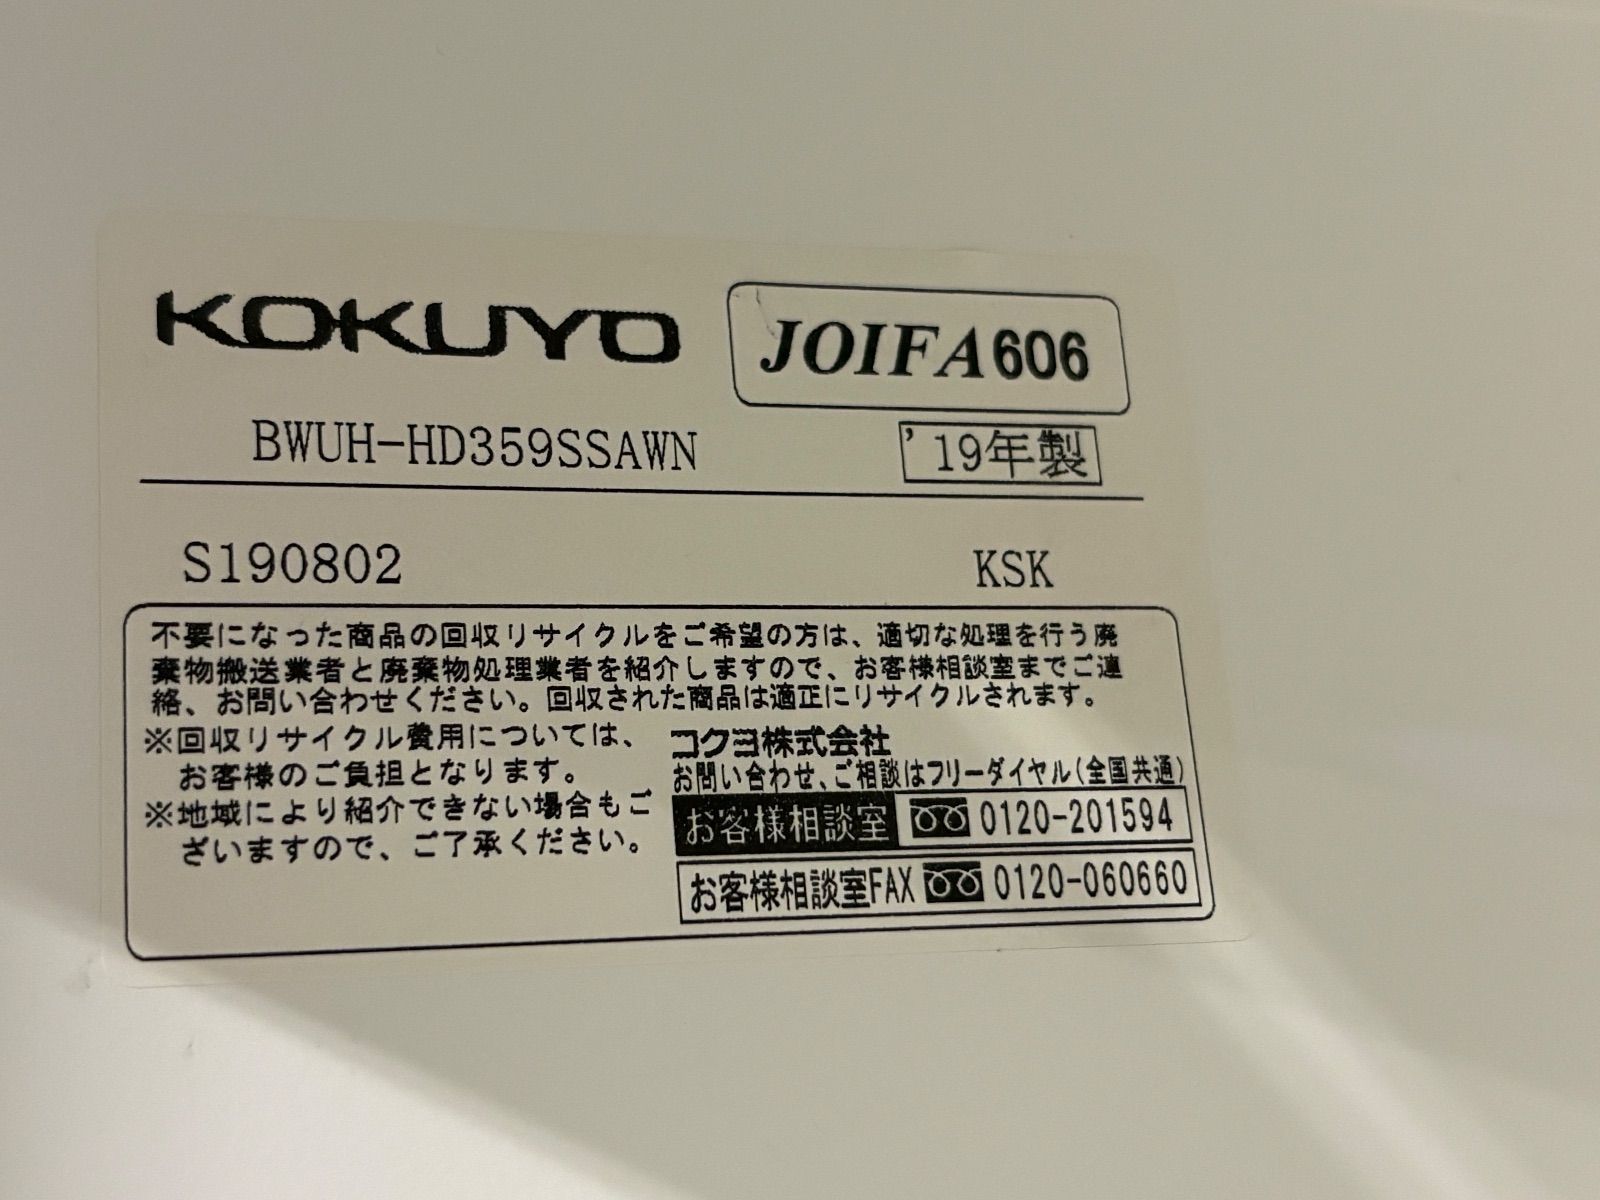 KOKUYO
JOIFA606
BWUH-HD359SSAWN
'19年製
S190802
KSK
不要になった商品の回収リサイクルをご希望の方は、適切な処理を行う廃
棄物搬送業者と廃棄物処理業者を紹介しますので、お客様相談室までご連
絡、お問い合わせください。回収された商品は適正にリサイクルされます。
※回収リサイクル費用については、
お客様のご負担となります。
※地域により紹介できない場合もご
ざいますので、ご了承ください。
コクヨ株式会社
お問い合わせ、ご相談はフリーダイヤル(全国共通)
お客様相談室 0120-201594
お客様相談室FAX 0120-060660